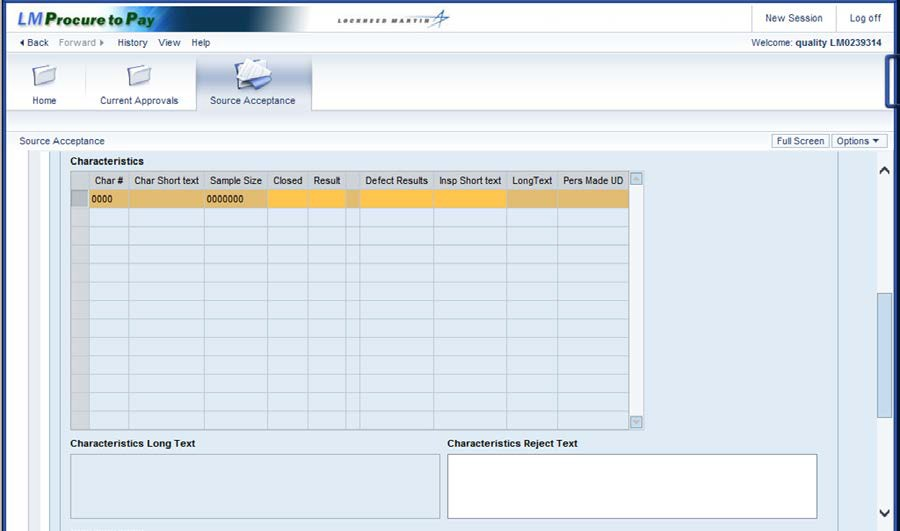 LM Procure to Pay
LOCKHEED MARTIN
New Session Log off
Back Forward History View Help
Welcome: quality LM0239314
Home Current Approvals Source Acceptance
Source Acceptance
Full Screen Options
Characteristics
Char # Char Short text Sample Size Closed Result Defect Results Insp Short text LongText Pers Made UD
0000 0000000
Characteristics Long Text Characteristics Reject Text